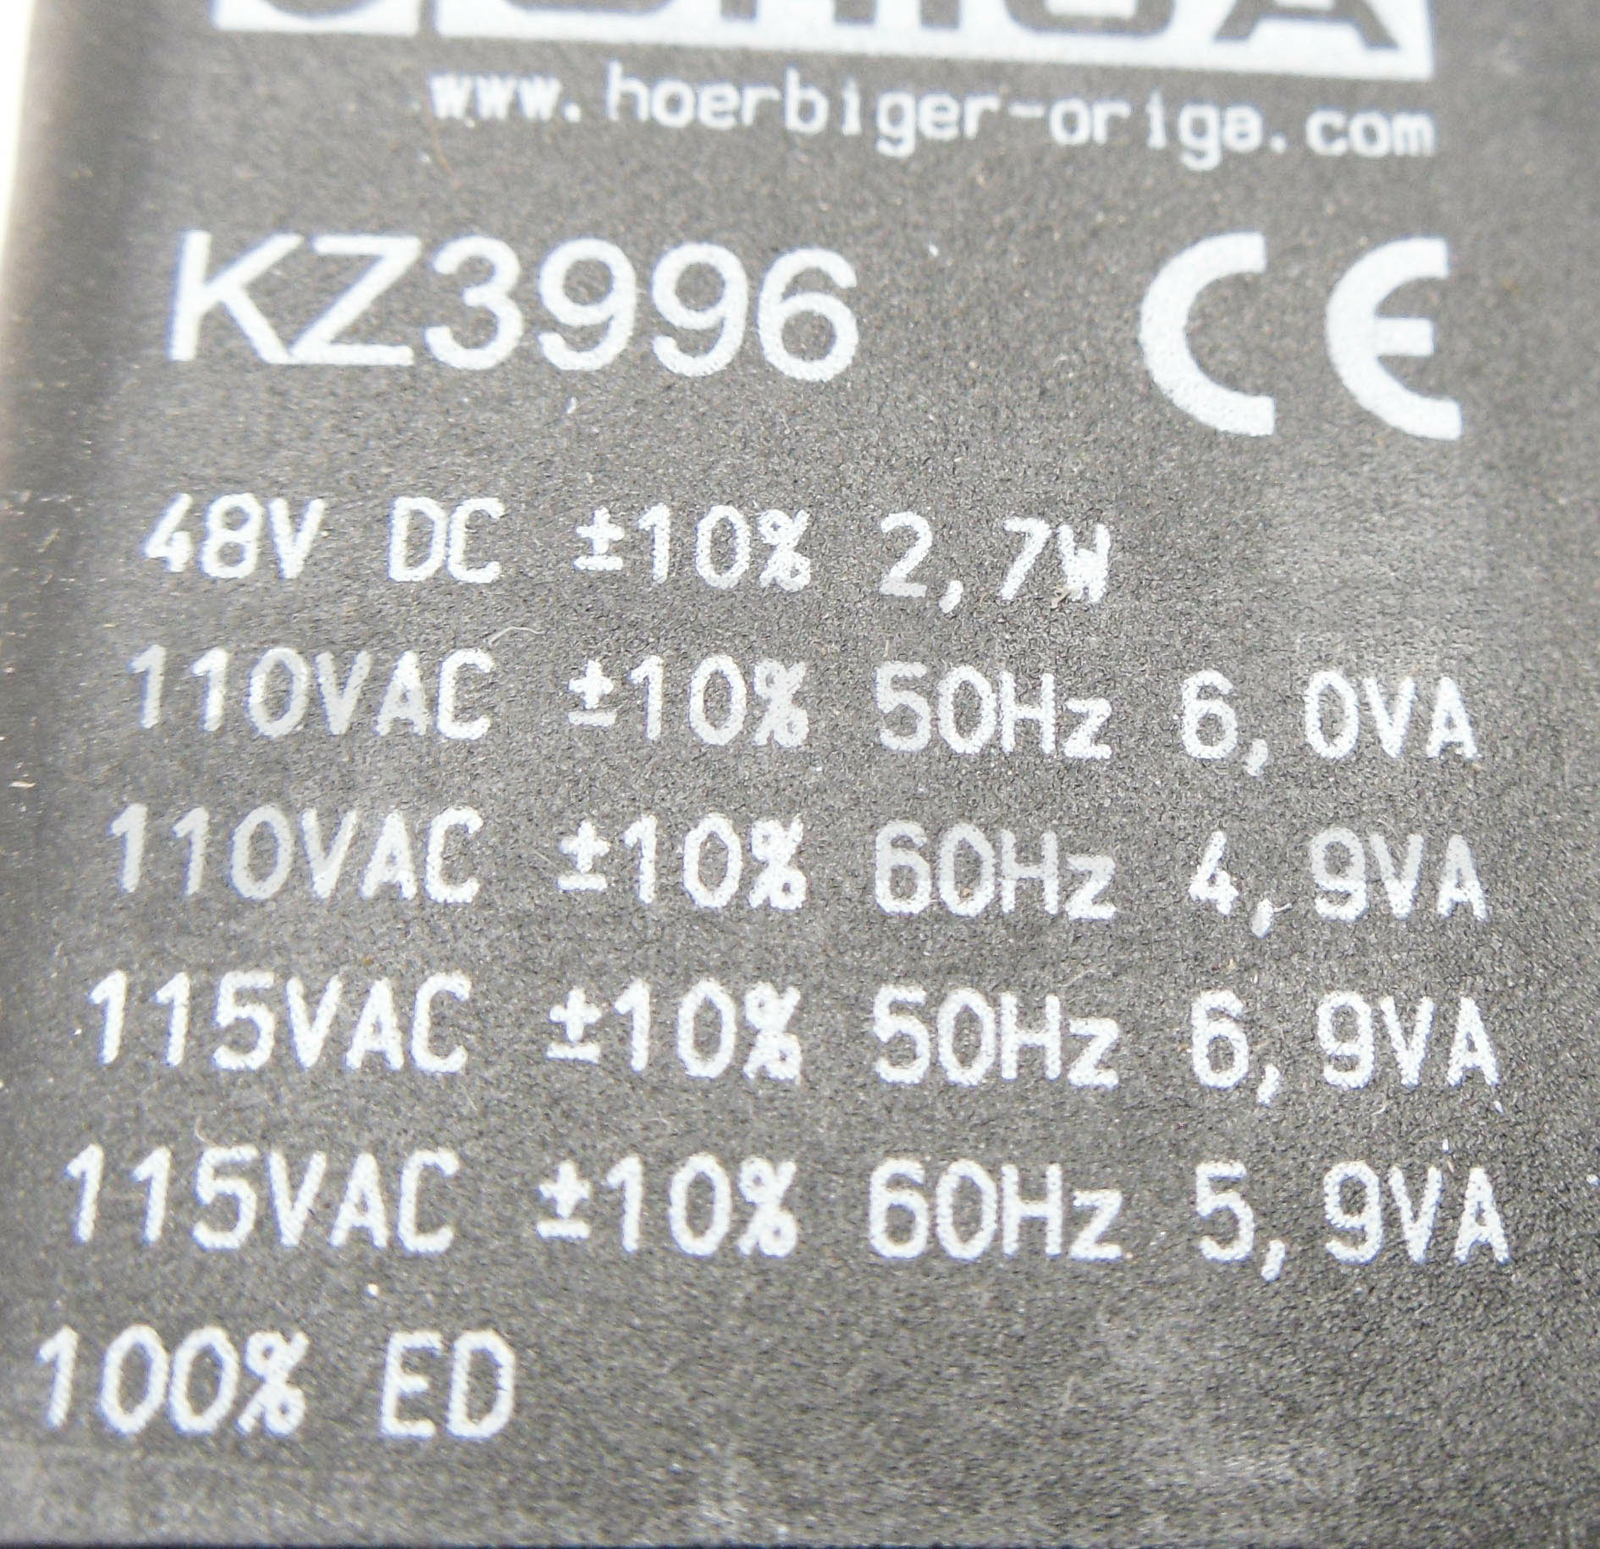 ORIGA
www.hoerbiger-origa.com
KZ3996 CE
48V DC ±10% 2,7W
110VAC ±10% 50Hz 6,0VA
110VAC ±10% 60Hz 4,9VA
115VAC ±10% 50Hz 6,9VA
115VAC ±10% 60Hz 5,9VA
100% ED